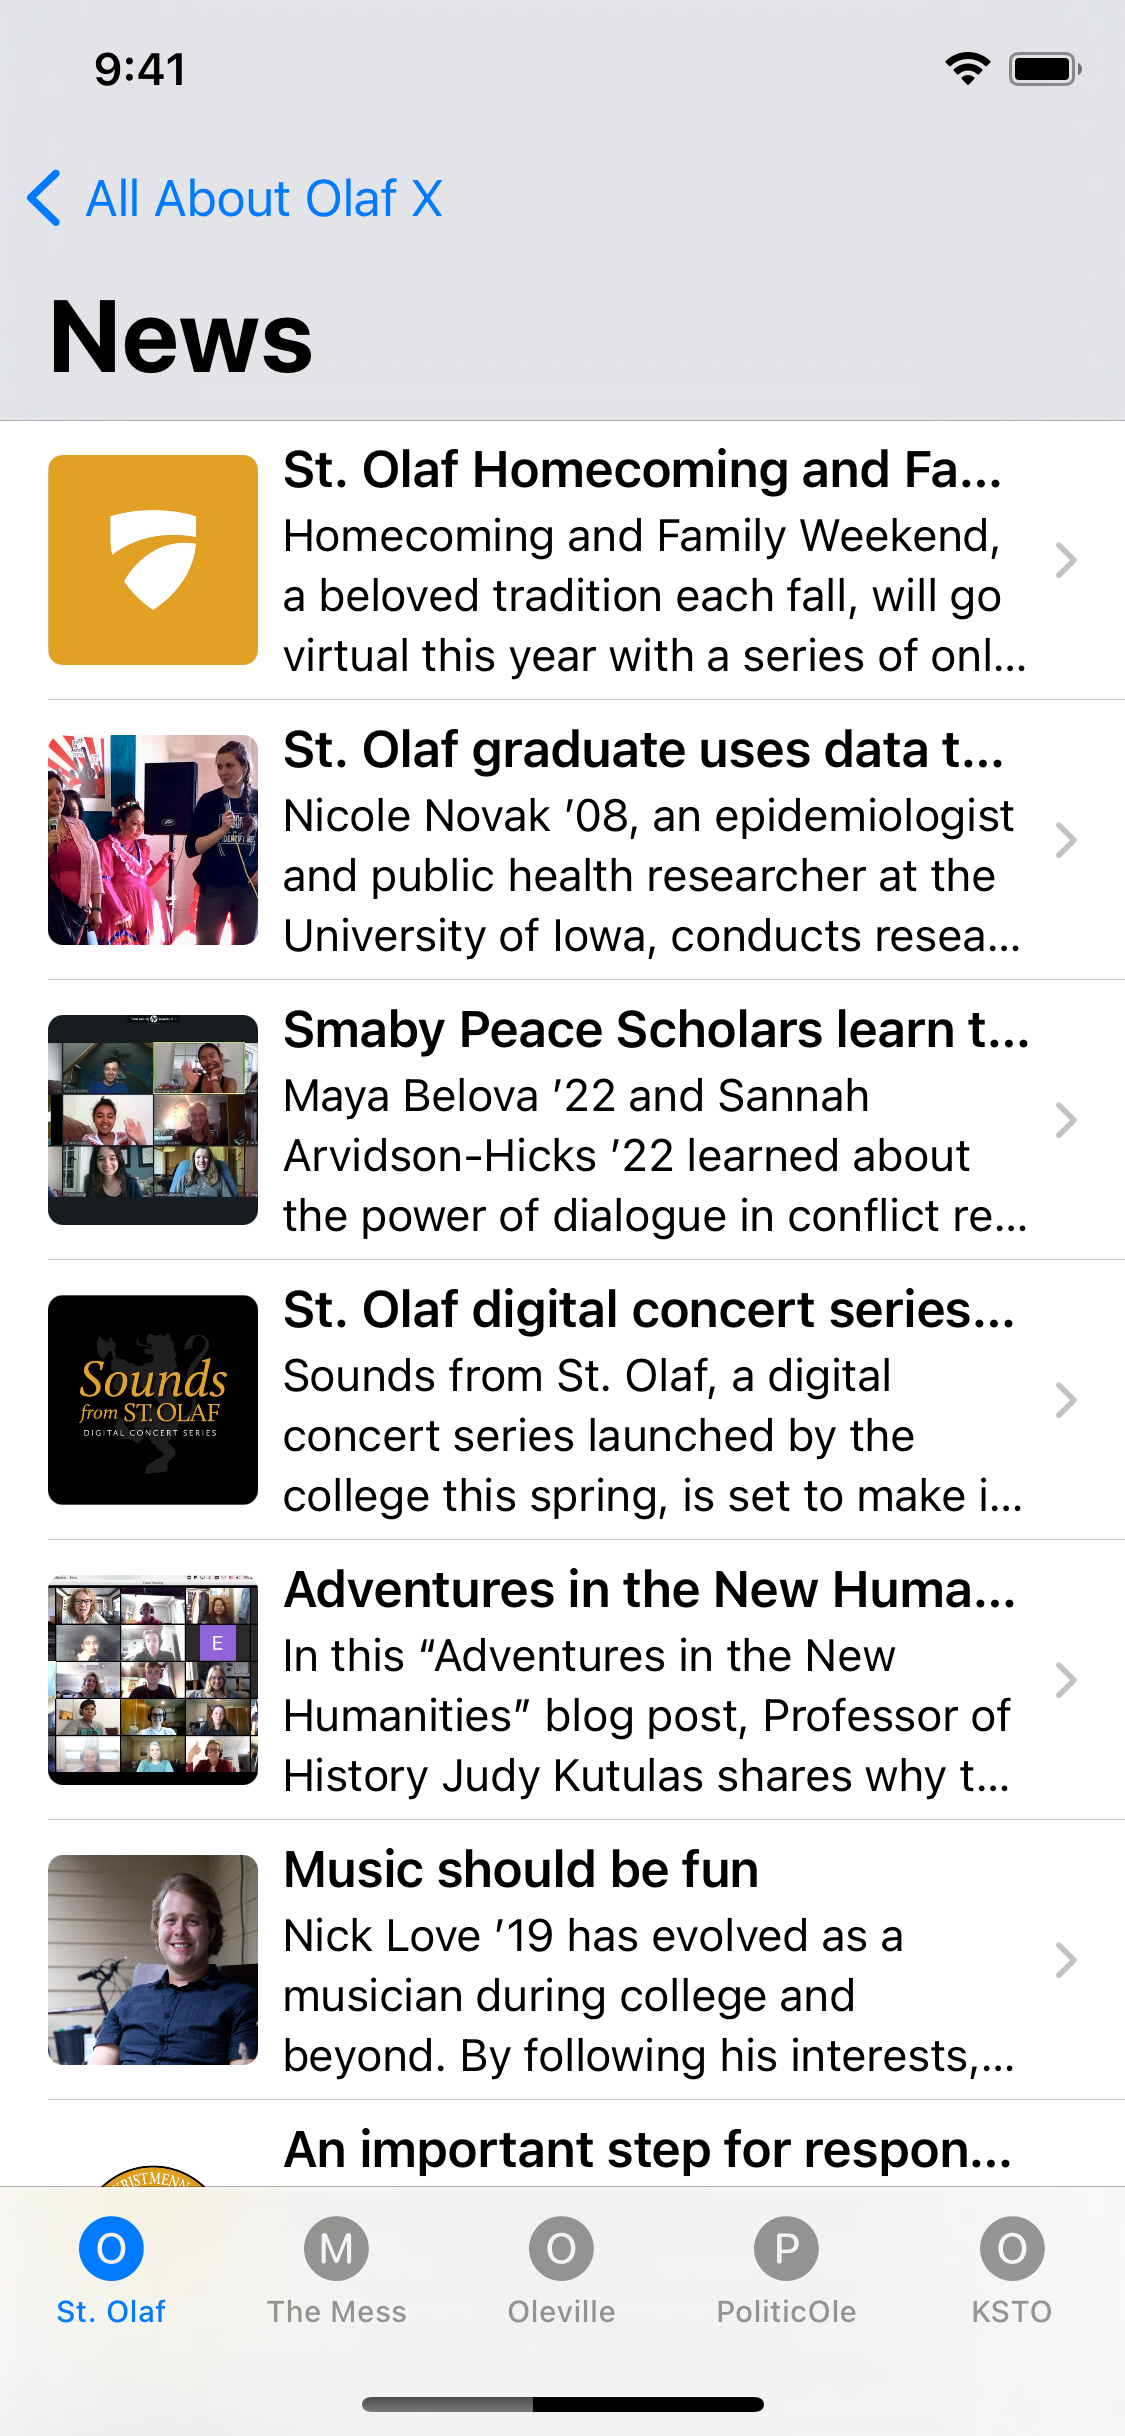 9:41
All About Olaf X
News
St. Olaf Homecoming and Fa...
Homecoming and Family Weekend,
a beloved tradition each fall, will go
virtual this year with a series of onl...
St. Olaf graduate uses data t...
Nicole Novak ’08, an epidemiologist
and public health researcher at the
University of Iowa, conducts resea...
Smaby Peace Scholars learn t...
Maya Belova ’22 and Sannah
Arvidson-Hicks ’22 learned about
the power of dialogue in conflict re...
Sounds
from ST. OLAF
DIGITAL CONCERT SERIES
St. Olaf digital concert series...
Sounds from St. Olaf, a digital
concert series launched by the
college this spring, is set to make i...
E
Adventures in the New Huma...
In this “Adventures in the New
Humanities” blog post, Professor of
History Judy Kutulas shares why t...
Music should be fun
Nick Love ’19 has evolved as a
musician during college and
beyond. By following his interests,...
An important step for respon...
O
St. Olaf
M
The Mess
O
Oleville
P
PoliticOle
O
KSTO